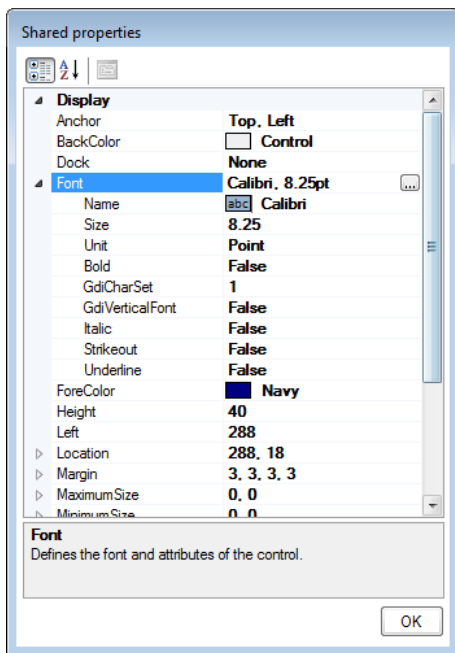 Shared properties
A Z
Display
Anchor Top, Left
BackColor Control
Dock None
Font Calibri, 8.25pt ...
Name abc Calibri
Size 8.25
Unit Point
Bold False
GdiCharSet 1
GdiVerticalFont False
Italic False
Strikeout False
Underline False
ForeColor Navy
Height 40
Left 288
Location 288, 18
Margin 3, 3, 3, 3
MaximumSize 0, 0
MinimumSize 0, 0
Font
Defines the font and attributes of the control.
OK